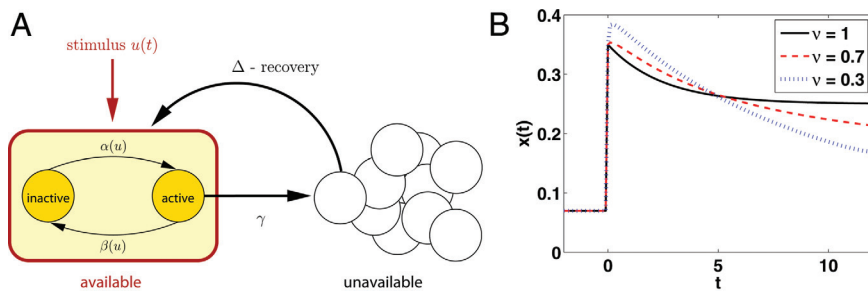 A
stimulus u(t)
Δ - recovery
α(u)
inactive
active
β(u)
γ
available
unavailable
B
0.4
0.3
0.2
0.1
0
x(t)
0
5
10
t
ν = 1
ν = 0.7
ν = 0.3